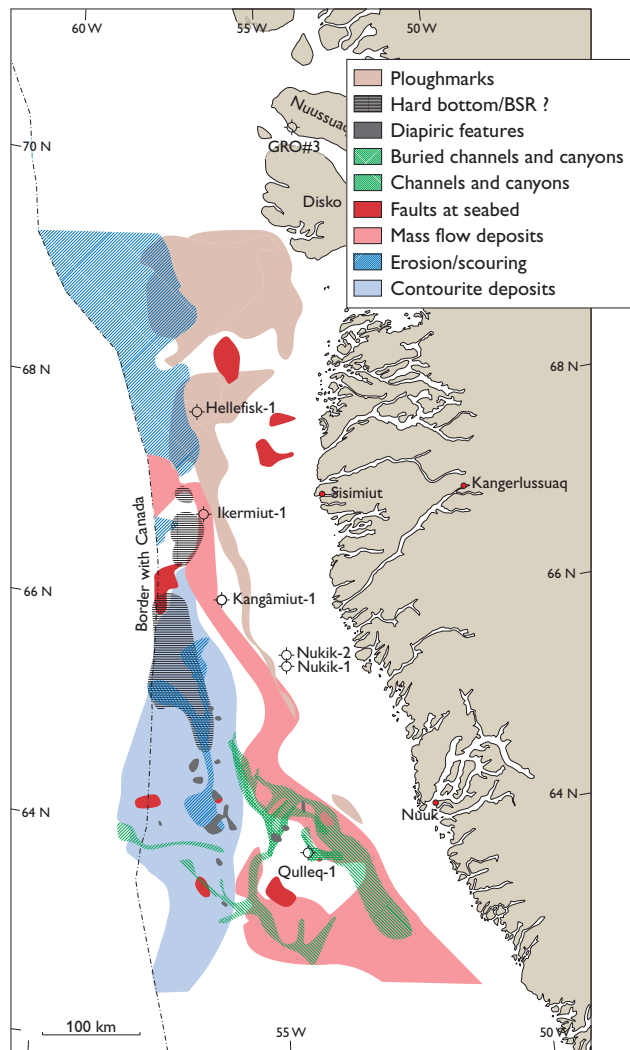 60 W
55 W
50 W
Ploughmarks
Hard bottom/BSR ?
Diapiric features
Buried channels and canyons
Channels and canyons
Faults at seabed
Mass flow deposits
Erosion/scouring
Contourite deposits
Nuussuaq
GRO#3
70 N
Disko
68 N
68 N
Hellefisk-1
Sisimiut
Kangerlussuaq
Ikermiut-1
Border with Canada
66 N
66 N
Kangâmiut-1
Nukik-2
Nukik-1
64 N
64 N
Nuuk
Qulleq-1
100 km
55 W
50 W